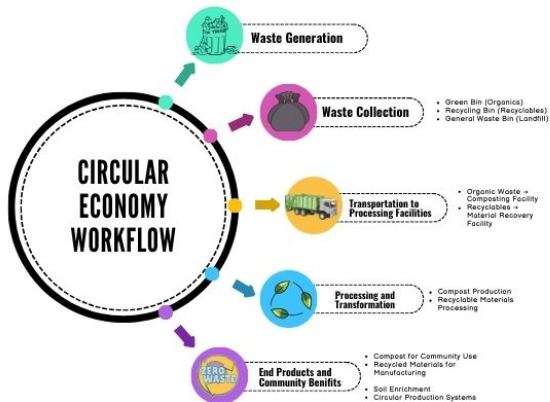 CIRCULAR
ECONOMY
WORKFLOW
TRASH
Waste Generation
Waste Collection
• Green Bin (Organics)
• Recycling Bin (Recyclables)
• General Waste Bin (Landfill)
Transportation to
Processing Facilities
• Organic Waste →
Composting Facility
• Recyclables →
Material Recovery
Facility
Processing and
Transformation
• Compost Production
Recyclable Materials
Processing
ZERO
WASTE
End Products and
Community Benifits
• Compost for Community Use
• Recycled Materials for
Manufacturing
• Soil Enrichment
• Circular Production Systems